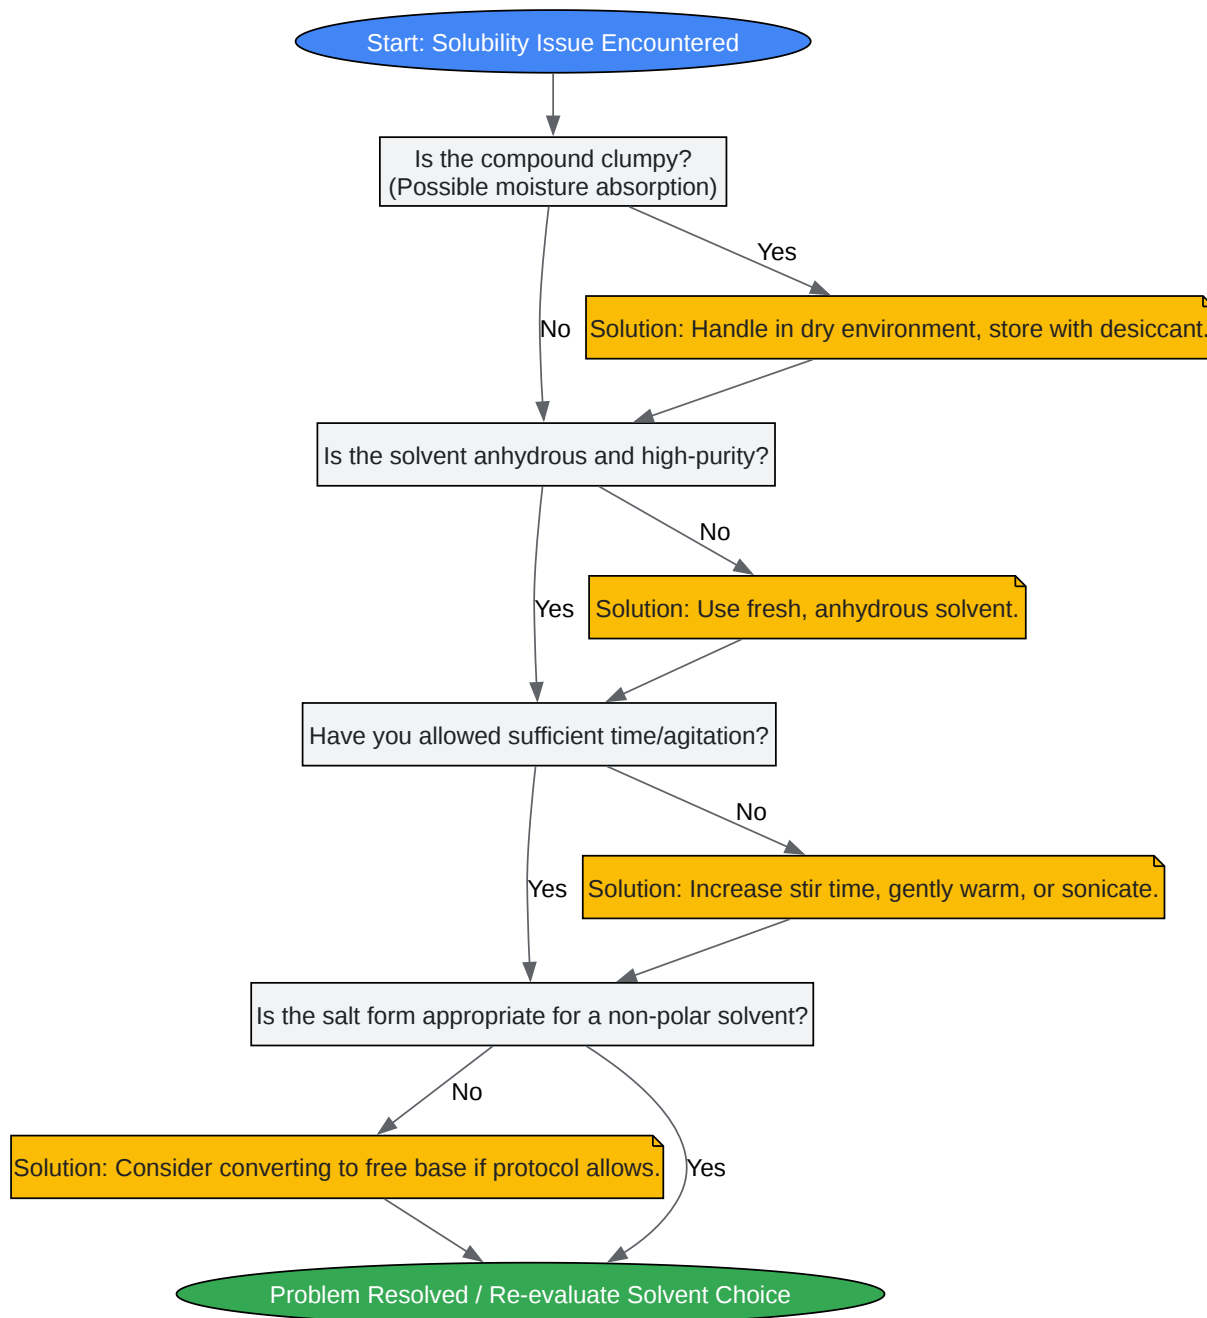 Start: Solubility Issue Encountered
Is the compound clumpy?
(Possible moisture absorption)
Yes
No
Solution: Handle in dry environment, store with desiccant.
Is the solvent anhydrous and high-purity?
No
Yes
Solution: Use fresh, anhydrous solvent.
Have you allowed sufficient time/agitation?
No
Yes
Solution: Increase stir time, gently warm, or sonicate.
Is the salt form appropriate for a non-polar solvent?
No
Yes
Solution: Consider converting to free base if protocol allows.
Problem Resolved / Re-evaluate Solvent Choice